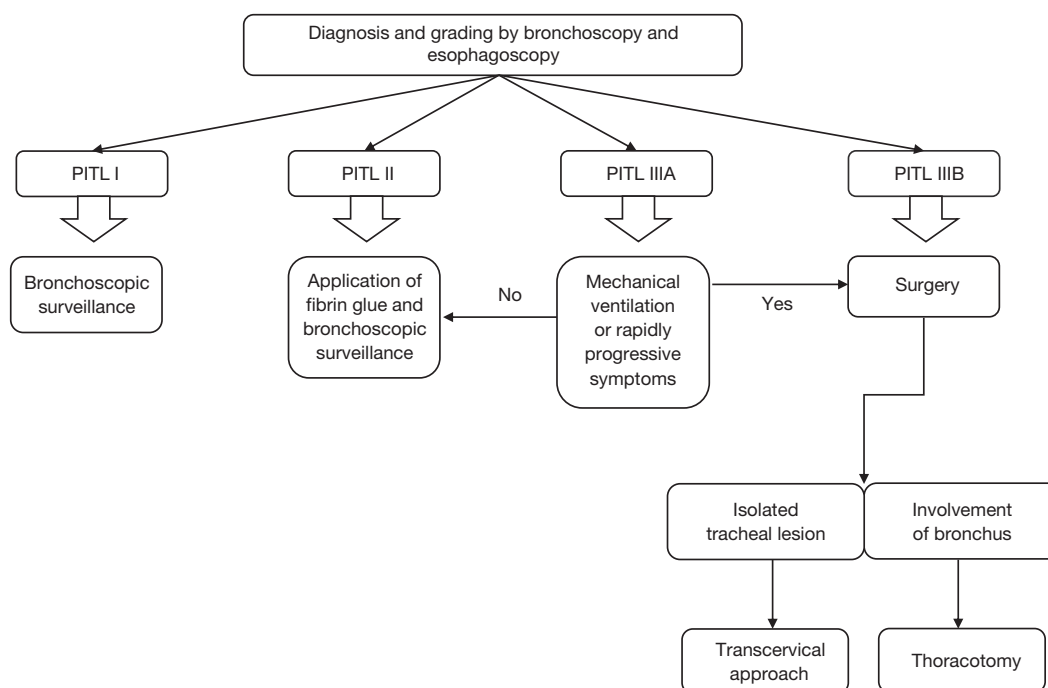 Diagnosis and grading by bronchoscopy and
esophagoscopy
PITL I
PITL II
PITL IIIA
PITL IIIB
Bronchoscopic
surveillance
Application of
fibrin glue and
bronchoscopic
surveillance
No
Mechanical
ventilation
or rapidly
progressive
symptoms
Yes
Surgery
Isolated
tracheal lesion
Involvement
of bronchus
Transcervical
approach
Thoracotomy